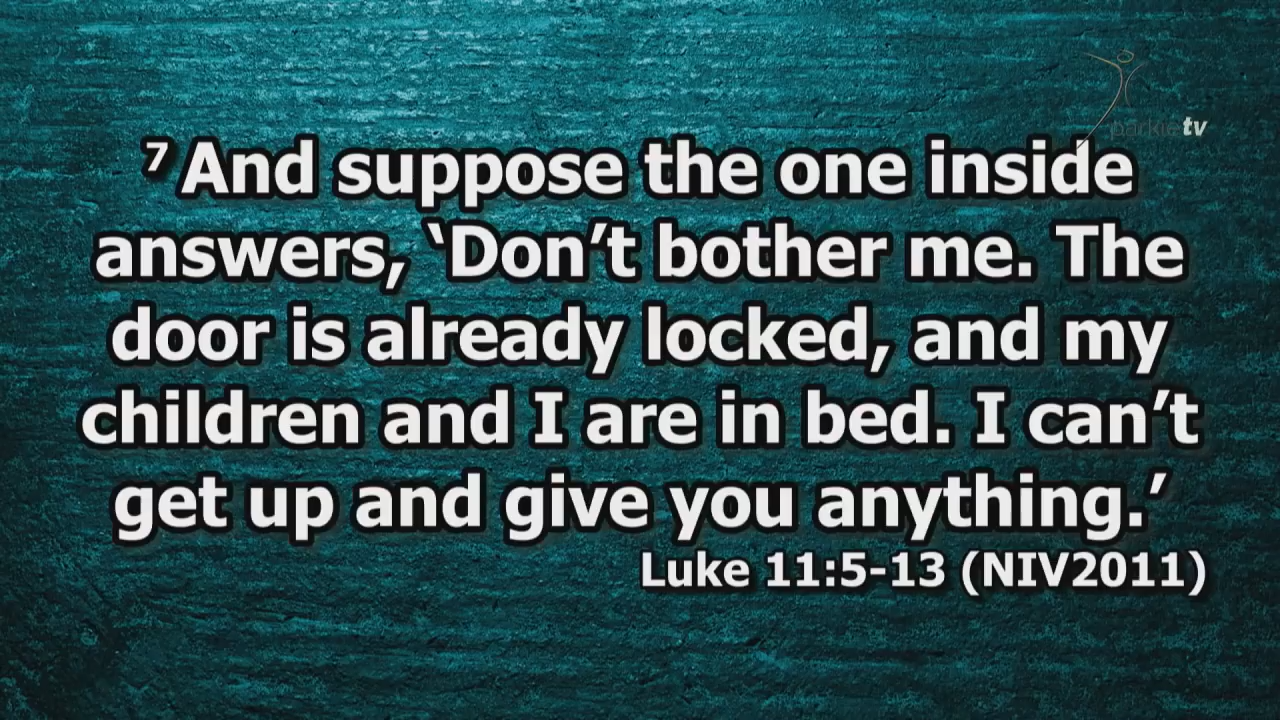 parkie tv
⁷ And suppose the one inside
answers, ‘Don’t bother me. The
door is already locked, and my
children and I are in bed. I can’t
get up and give you anything.’
Luke 11:5-13 (NIV2011)